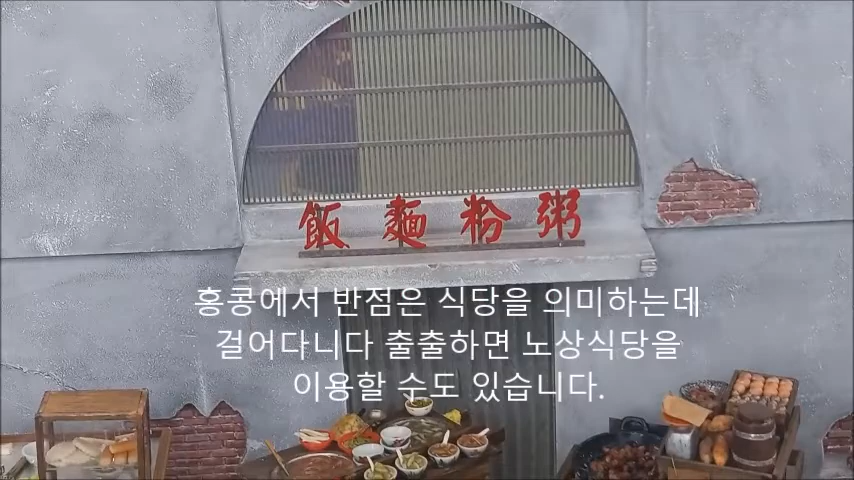 飯麵粉粥
홍콩에서 반점은 식당을 의미하는데
걸어다니다 출출하면 노상식당을
이용할 수도 있습니다.